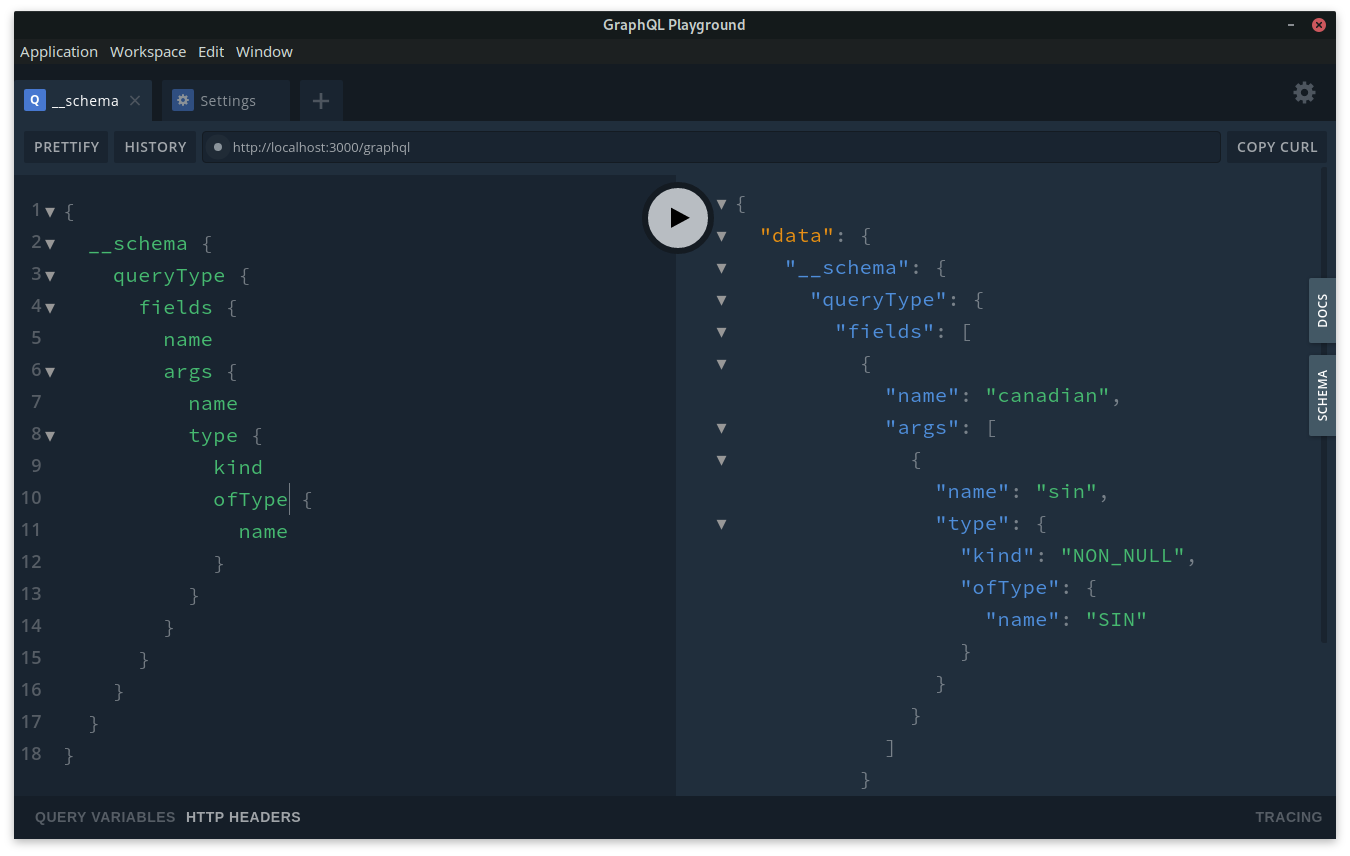 GraphQL Playground
Application Workspace Edit Window
Q __schema Settings
PRETTIFY HISTORY http://localhost:3000/graphql COPY CURL
1 {
2 __schema {
3 queryType {
4 fields {
5 name
6 args {
7 name
8 type {
9 kind
10 ofType {
11 name
12 }
13 }
14 }
15 }
16 }
17 }
18 }
{
"data": {
"__schema": {
"queryType": {
"fields": [
{
"name": "canadian",
"args": [
{
"name": "sin",
"type": {
"kind": "NON_NULL",
"ofType": {
"name": "SIN"
}
}
}
]
}
DOCS
SCHEMA
QUERY VARIABLES HTTP HEADERS TRACING